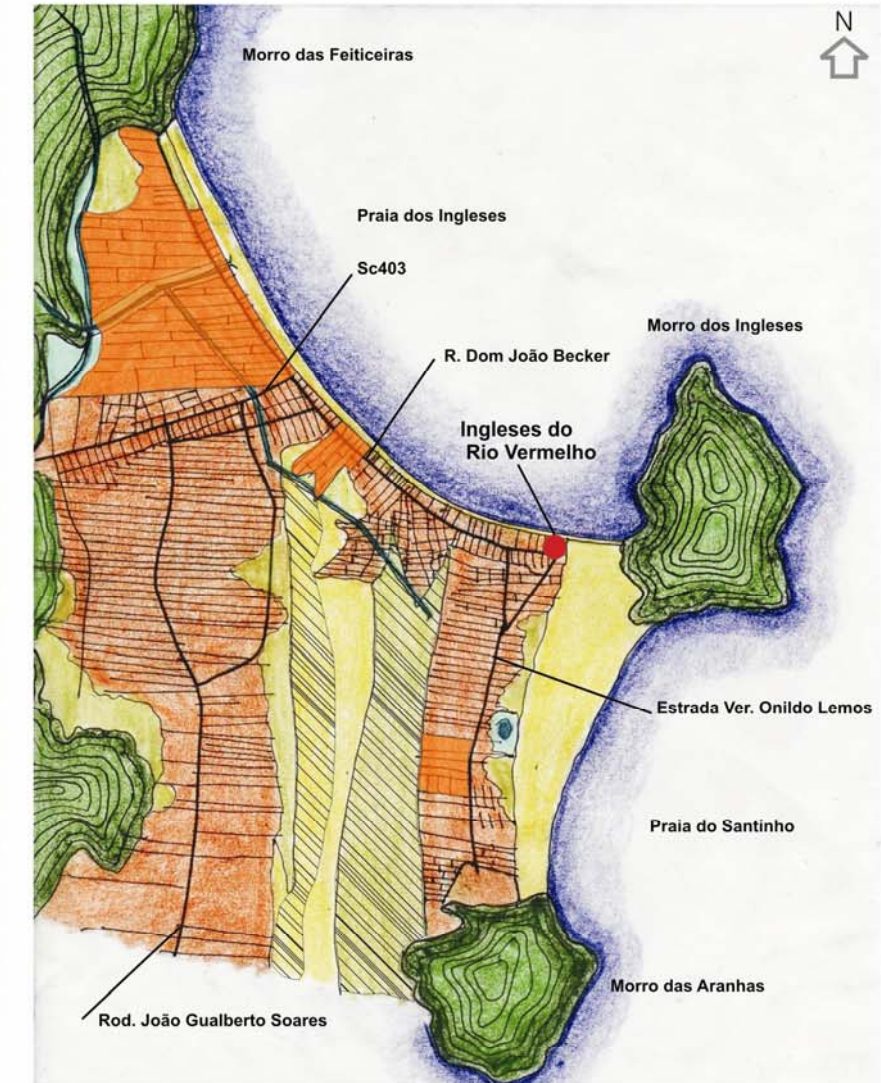 N
Morro das Feiticeiras
Praia dos Ingleses
Sc403
Morro dos Ingleses
R. Dom João Becker
Ingleses do
Rio Vermelho
Estrada Ver. Onildo Lemos
Praia do Santinho
Morro das Aranhas
Rod. João Gualberto Soares